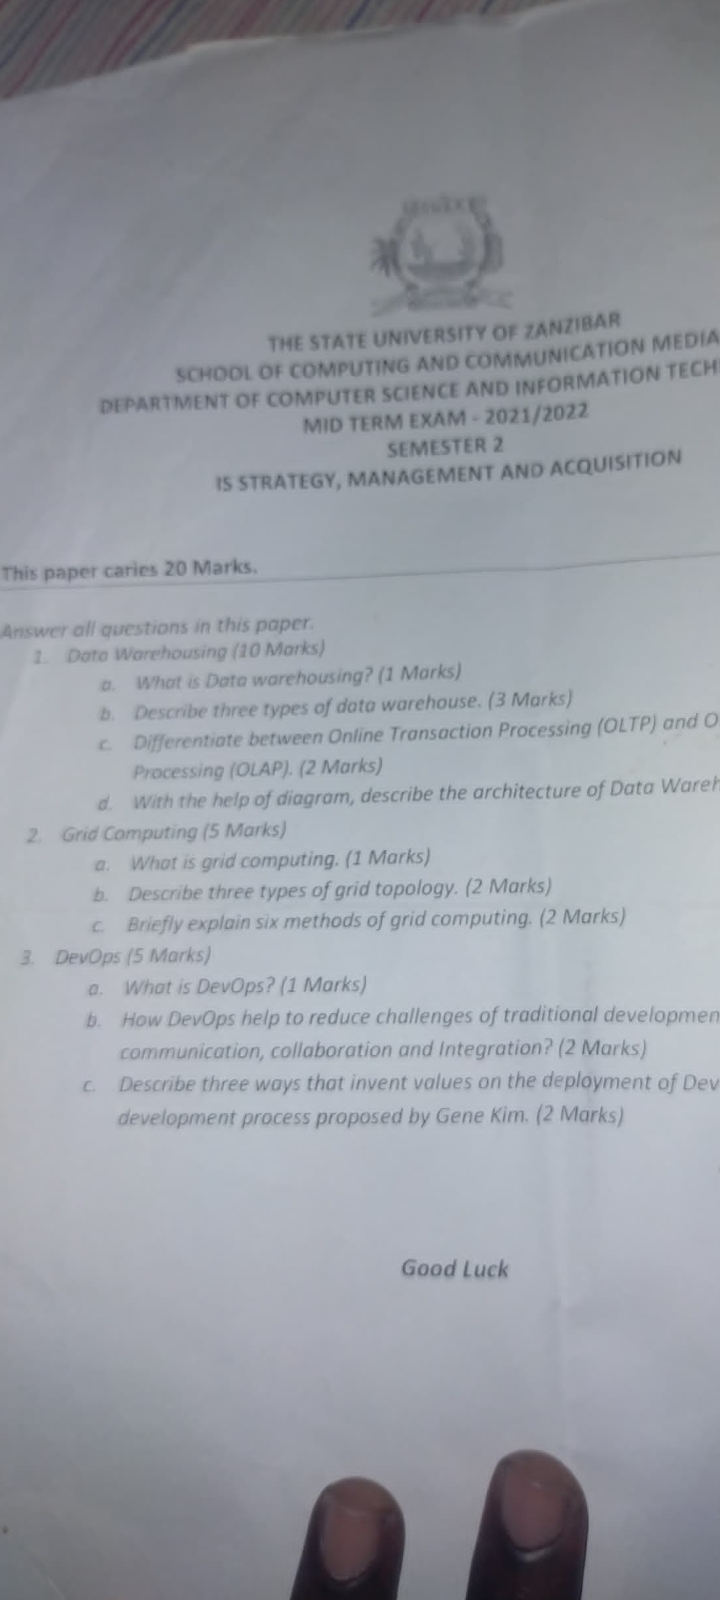 THE STATE UNIVERSITY OF ZANZIBAR
SCHOOL OF COMPUTING AND COMMUNICATION MEDIA
DEPARTMENT OF COMPUTER SCIENCE AND INFORMATION TECH
MID TERM EXAM - 2021/2022
SEMESTER 2
IS STRATEGY, MANAGEMENT AND ACQUISITION
This paper caries 20 Marks.
Answer all questions in this paper.
1. Data Warehousing (10 Marks)
a. What is Data warehousing? (1 Marks)
b. Describe three types of data warehouse. (3 Marks)
c. Differentiate between Online Transaction Processing (OLTP) and O
Processing (OLAP). (2 Marks)
d. With the help of diagram, describe the architecture of Data Wareh
2. Grid Computing (5 Marks)
a. What is grid computing. (1 Marks)
b. Describe three types of grid topology. (2 Marks)
c. Briefly explain six methods of grid computing. (2 Marks)
3. DevOps (5 Marks)
a. What is DevOps? (1 Marks)
b. How DevOps help to reduce challenges of traditional developmen
communication, collaboration and Integration? (2 Marks)
c. Describe three ways that invent values on the deployment of Dev
development process proposed by Gene Kim. (2 Marks)
Good Luck